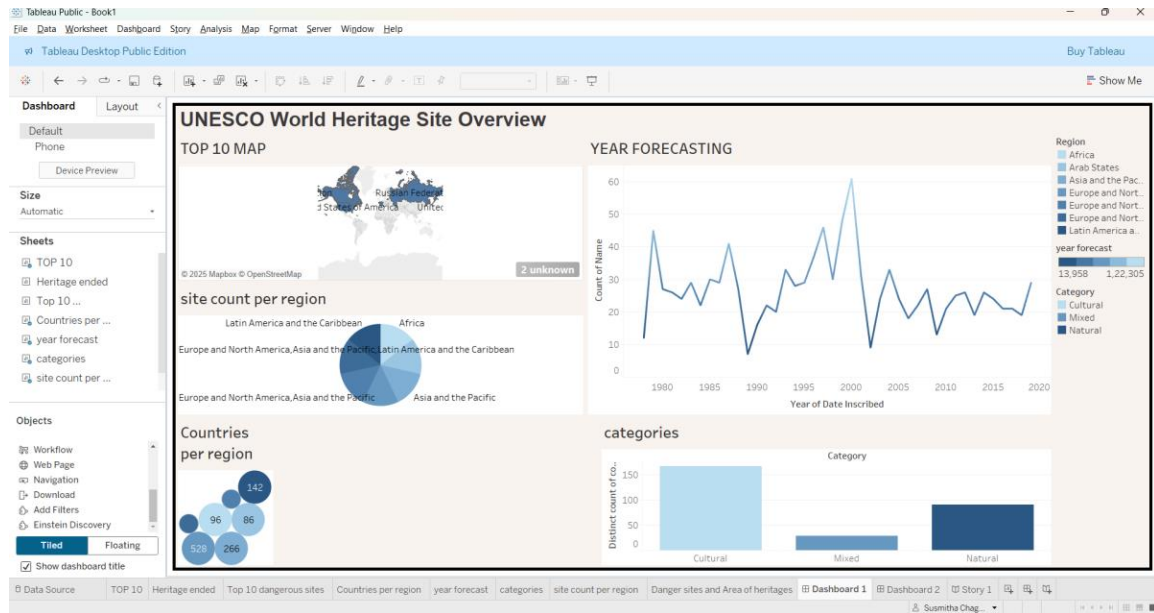 Tableau Public - Book1
File Data Worksheet Dashboard Story Analysis Map Format Server Window Help
Tableau Desktop Public Edition
Buy Tableau
Show Me
Dashboard Layout
Default
Phone
Device Preview
Size
Automatic
Sheets
TOP 10
Heritage ended
Top 10 ...
Countries per ...
year forecast
categories
site count per ...
Objects
Workflow
Web Page
Navigation
Download
Add Filters
Einstein Discovery
Tiled Floating
Show dashboard title
UNESCO World Heritage Site Overview
TOP 10 MAP
Russian Federat
States of America United
© 2025 Mapbox © OpenStreetMap
2 unknown
site count per region
Latin America and the Caribbean Africa
Europe and North America,Asia and the Pacific,Latin America and the Caribbean
Europe and North America,Asia and the Pacific Asia and the Pacific
Countries
per region
142
96 86
528 266
YEAR FORECASTING
Count of Name
60
50
40
30
20
10
0
1980 1985 1990 1995 2000 2005 2010 2015 2020
Year of Date Inscribed
categories
Category
Distinct count of co..
150
100
50
0
Cultural Mixed Natural
Region
Africa
Arab States
Asia and the Pac..
Europe and Nort..
Europe and Nort..
Europe and Nort..
Latin America a..
year forecast
13,958 1,22,305
Category
Cultural
Mixed
Natural
Data Source TOP 10 Heritage ended Top 10 dangerous sites Countries per region year forecast categories site count per region Danger sites and Area of heritages Dashboard 1 Dashboard 2 Story 1
Susmitha Chag...